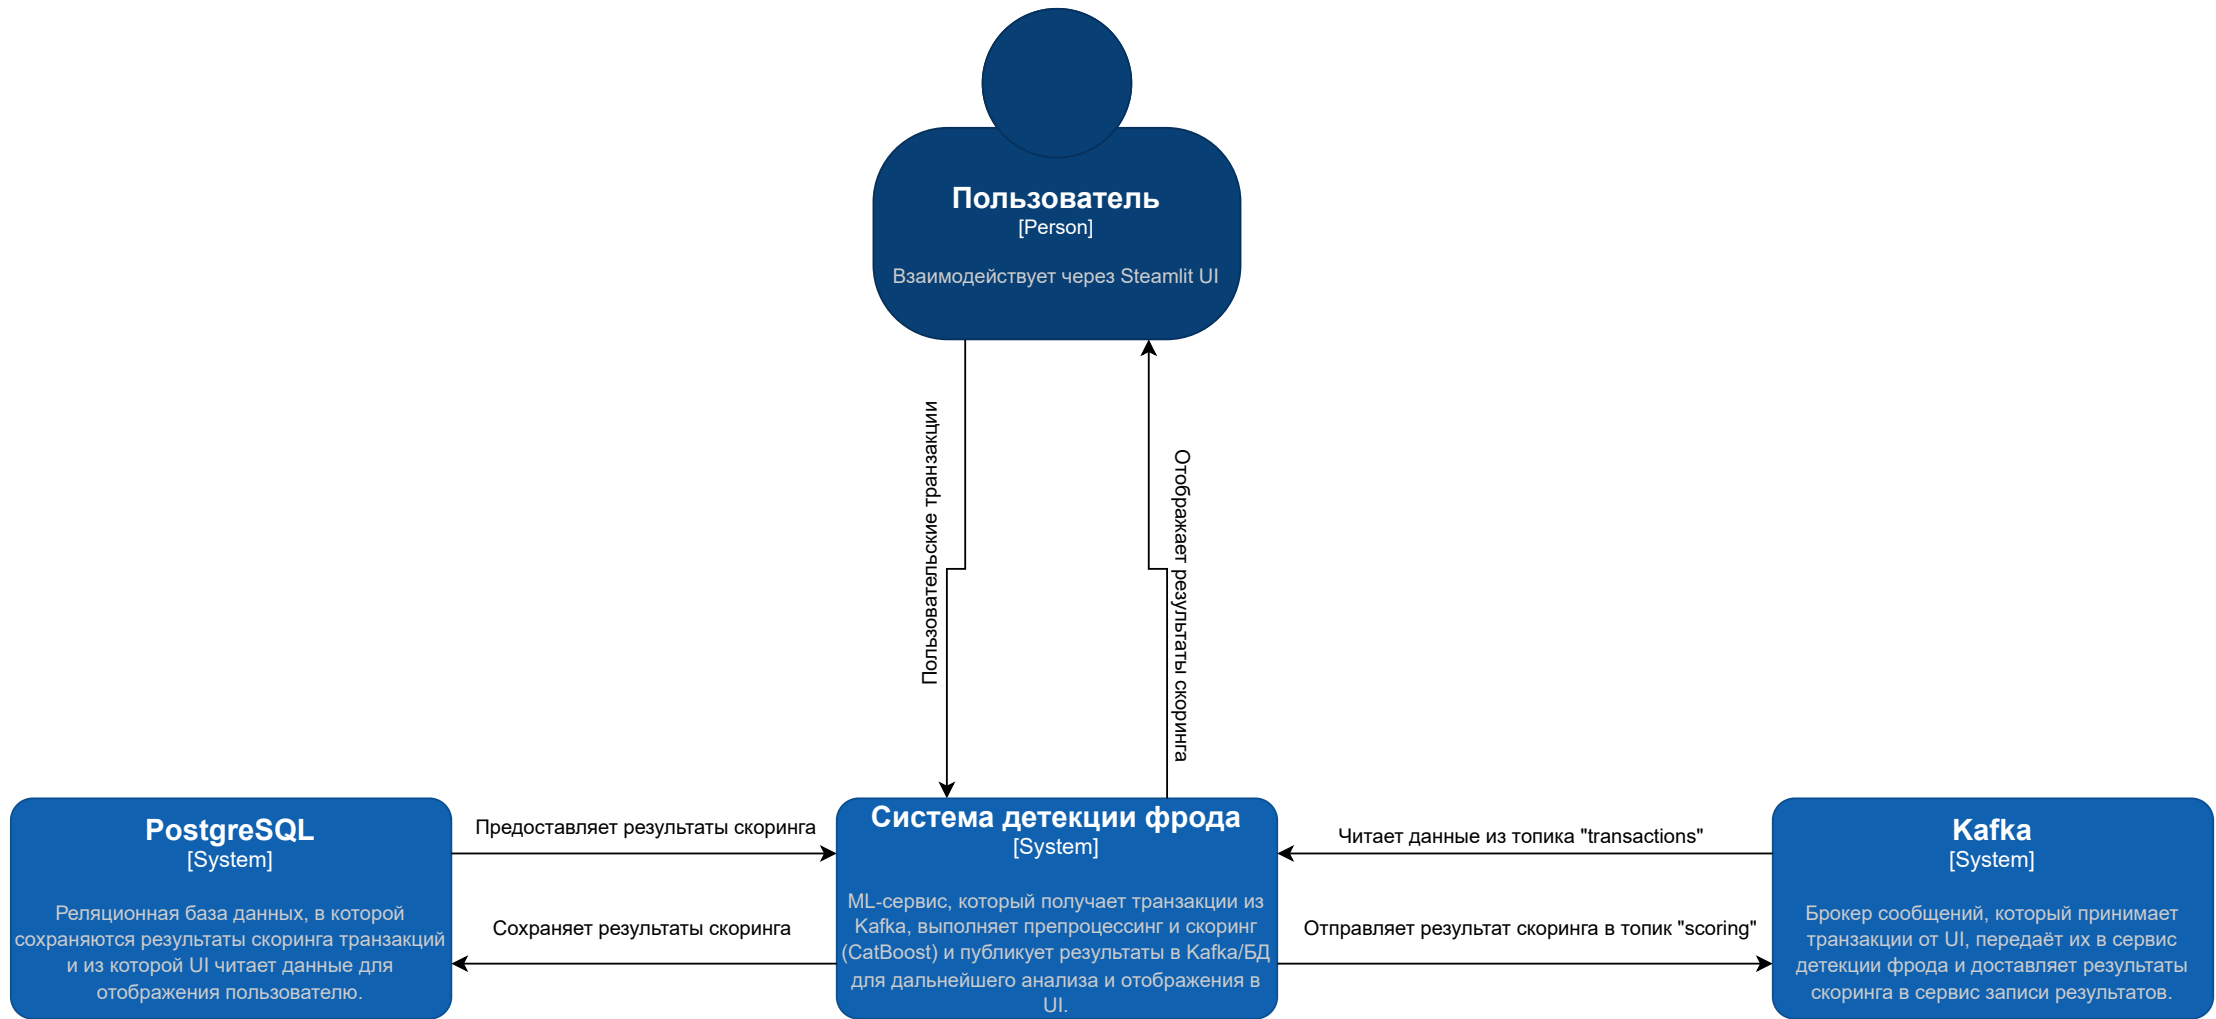 Пользователь
[Person]
Взаимодействует через Steamlit UI
Пользовательские транзакции
Отображает результаты скоринга
PostgreSQL
[System]
Реляционная база данных, в которой
сохраняются результаты скоринга транзакций
и из которой UI читает данные для
отображения пользователю.
Предоставляет результаты скоринга
Сохраняет результаты скоринга
Система детекции фрода
[System]
ML-сервис, который получает транзакции из
Kafka, выполняет препроцессинг и скоринг
(CatBoost) и публикует результаты в Kafka/БД
для дальнейшего анализа и отображения в
UI.
Читает данные из топика "transactions"
Отправляет результат скоринга в топик "scoring"
Kafka
[System]
Брокер сообщений, который принимает
транзакции от UI, передаёт их в сервис
детекции фрода и доставляет результаты
скоринга в сервис записи результатов.